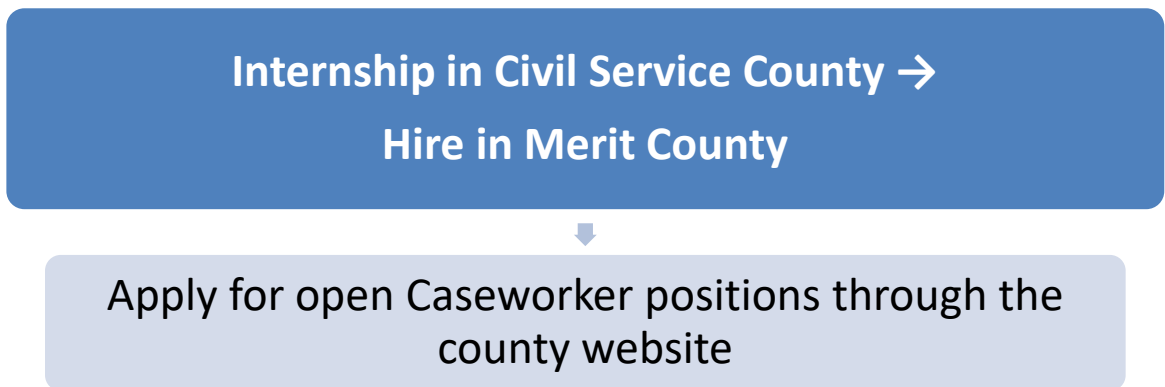 Internship in Civil Service County →
Hire in Merit County
Apply for open Caseworker positions through the
county website